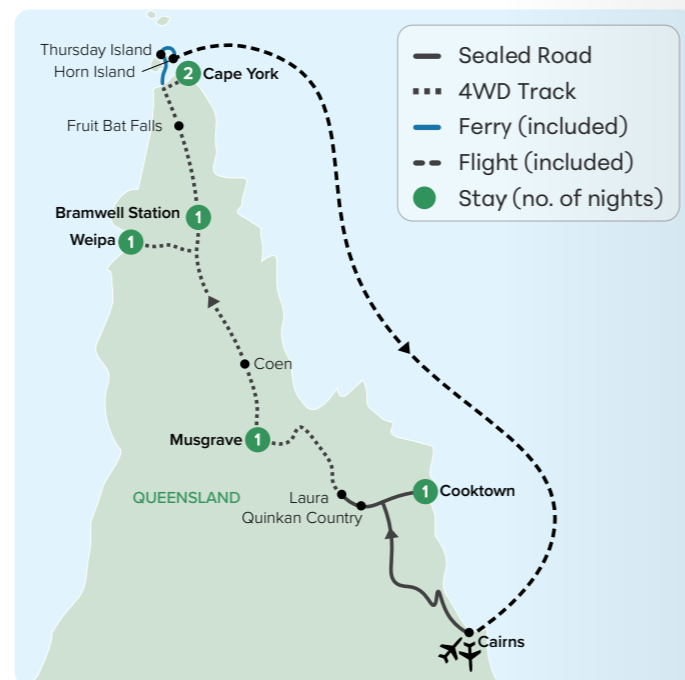 Thursday Island
Horn Island
2 Cape York
Fruit Bat Falls
Bramwell Station 1
Weipa 1
Coen
Musgrave 1
QUEENSLAND
Laura
Quinkan Country
1 Cooktown
Cairns
Sealed Road
4WD Track
Ferry (included)
Flight (included)
Stay (no. of nights)